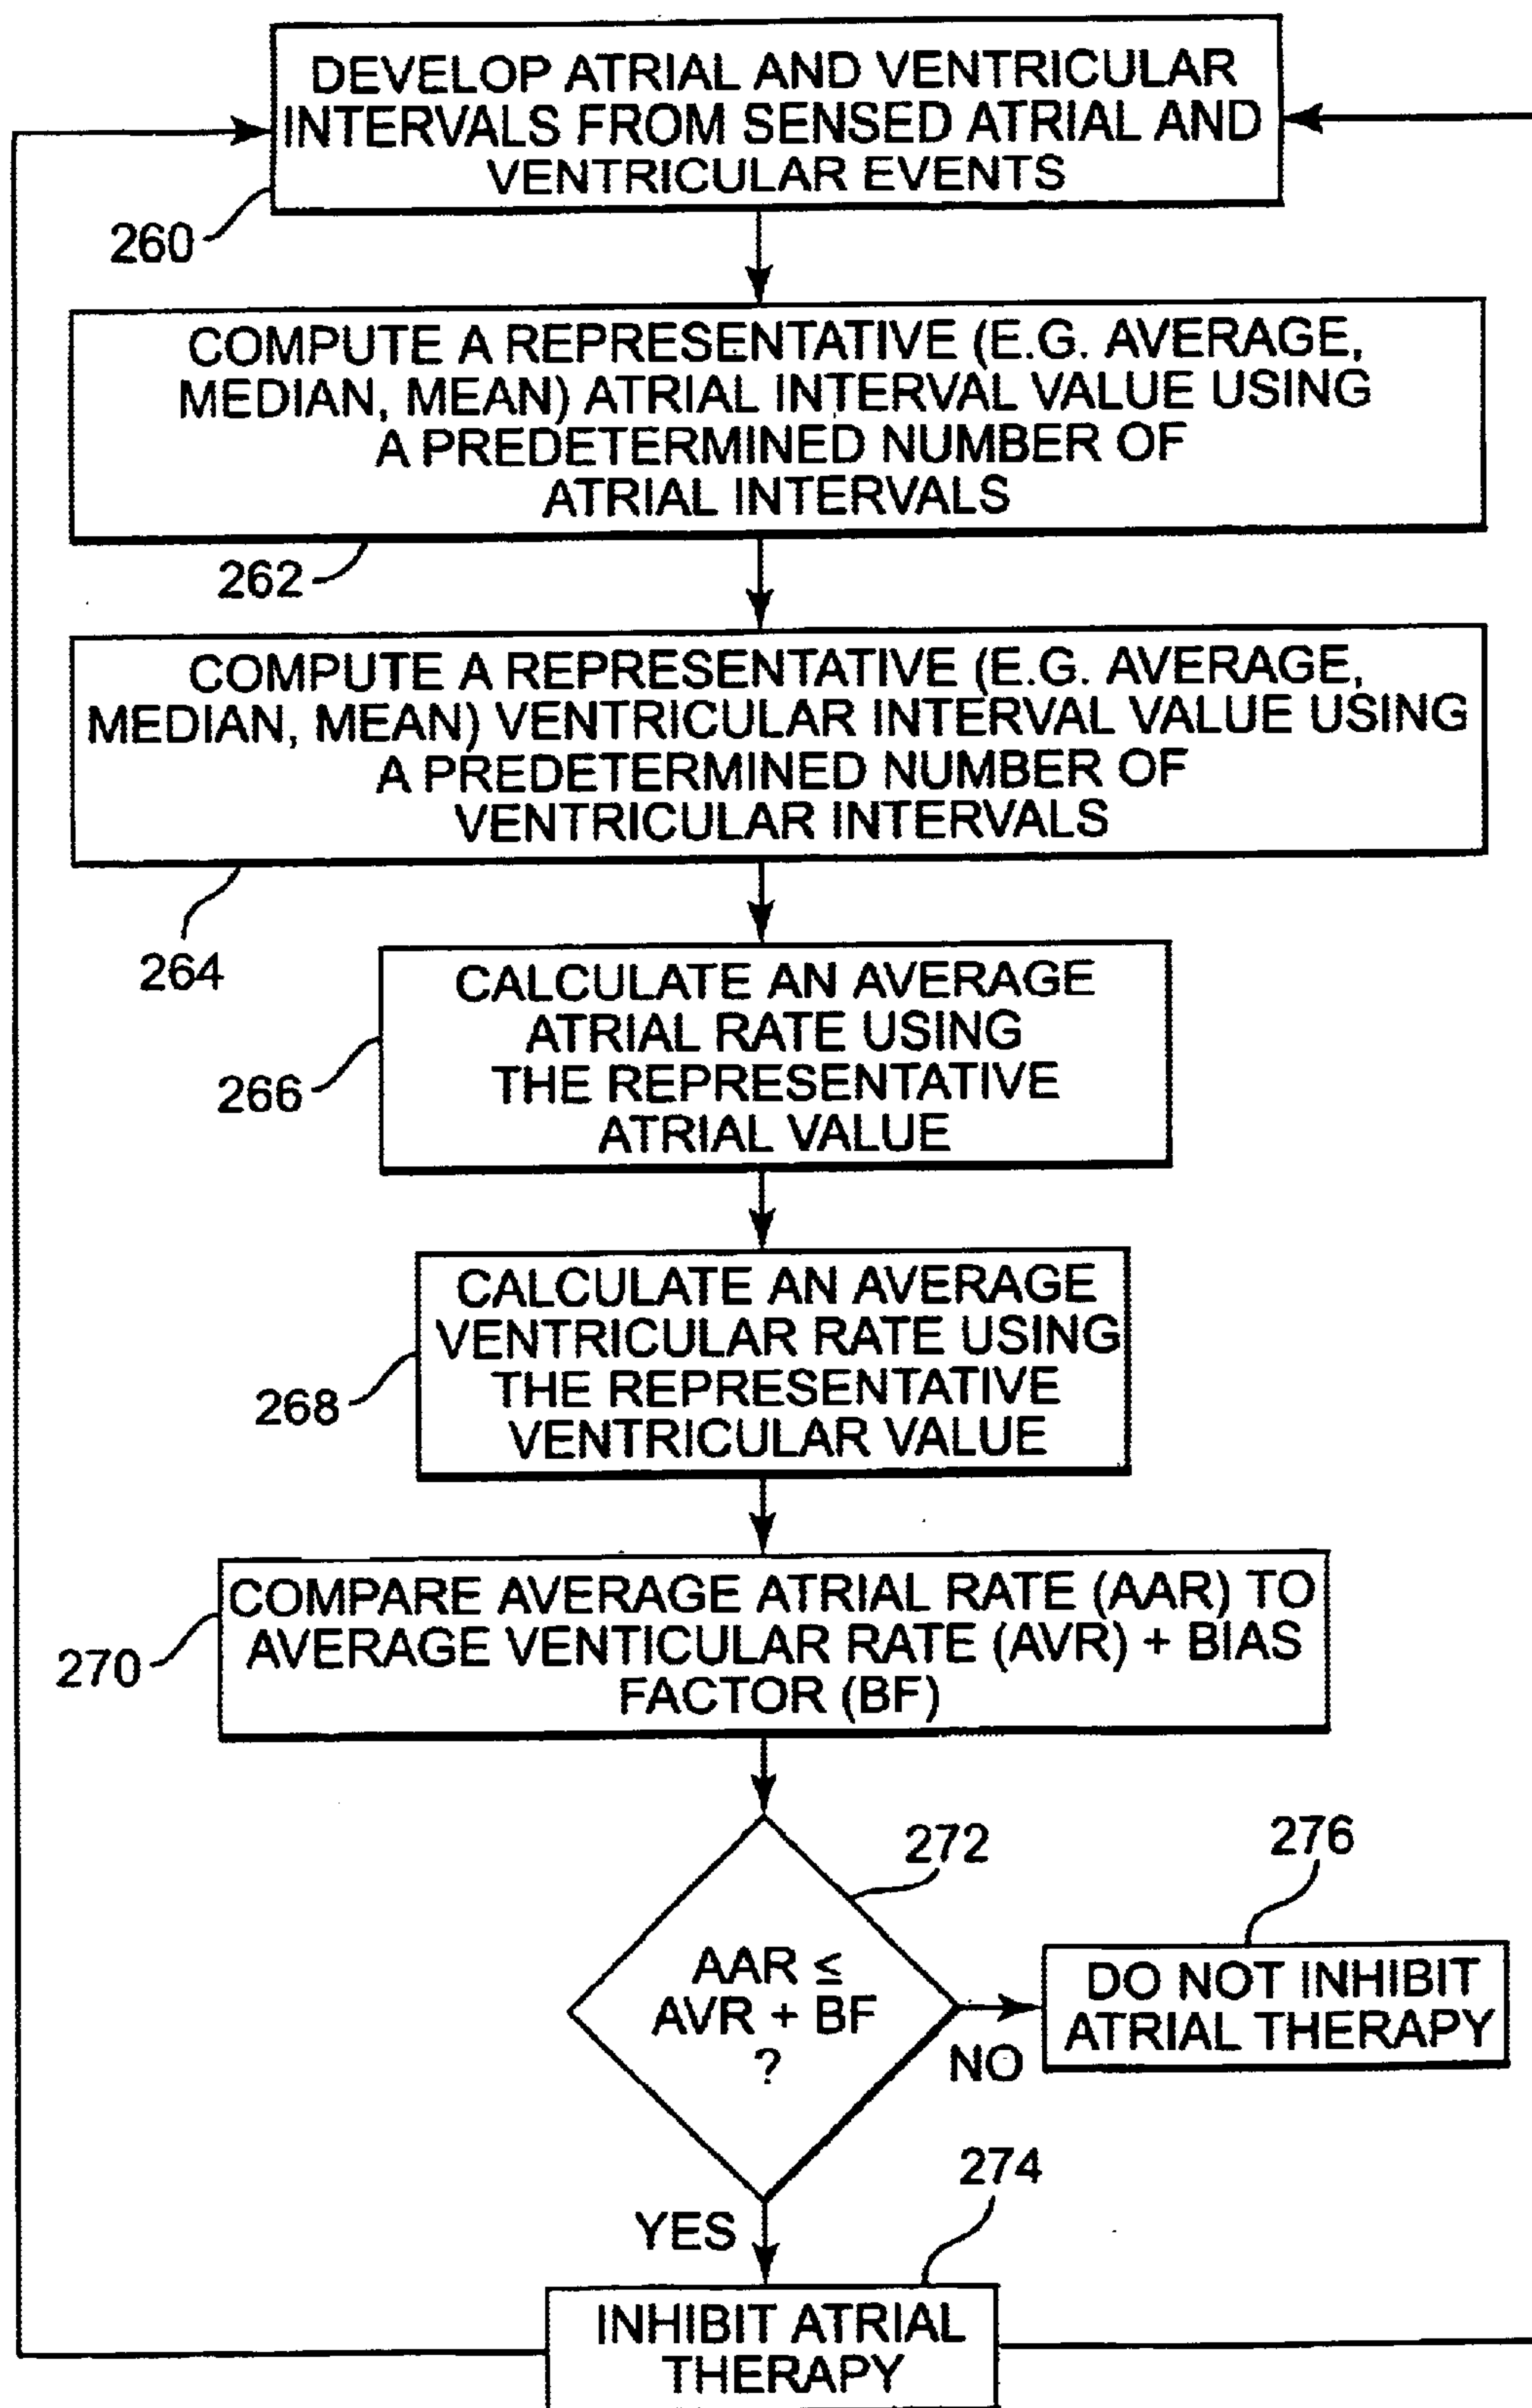 DEVELOP ATRIAL AND VENTRICULAR
INTERVALS FROM SENSED ATRIAL AND
VENTRICULAR EVENTS
260
COMPUTE A REPRESENTATIVE (E.G. AVERAGE,
MEDIAN, MEAN) ATRIAL INTERVAL VALUE USING
A PREDETERMINED NUMBER OF
ATRIAL INTERVALS
262
COMPUTE A REPRESENTATIVE (E.G. AVERAGE,
MEDIAN, MEAN) VENTRICULAR INTERVAL VALUE USING
A PREDETERMINED NUMBER OF
VENTRICULAR INTERVALS
264
CALCULATE AN AVERAGE
ATRIAL RATE USING
THE REPRESENTATIVE
ATRIAL VALUE
266
CALCULATE AN AVERAGE
VENTRICULAR RATE USING
THE REPRESENTATIVE
VENTRICULAR VALUE
268
COMPARE AVERAGE ATRIAL RATE (AAR) TO
AVERAGE VENTICULAR RATE (AVR) + BIAS
FACTOR (BF)
270
272
AAR ≤
AVR + BF
?
NO
276
DO NOT INHIBIT
ATRIAL THERAPY
YES
274
INHIBIT ATRIAL
THERAPY